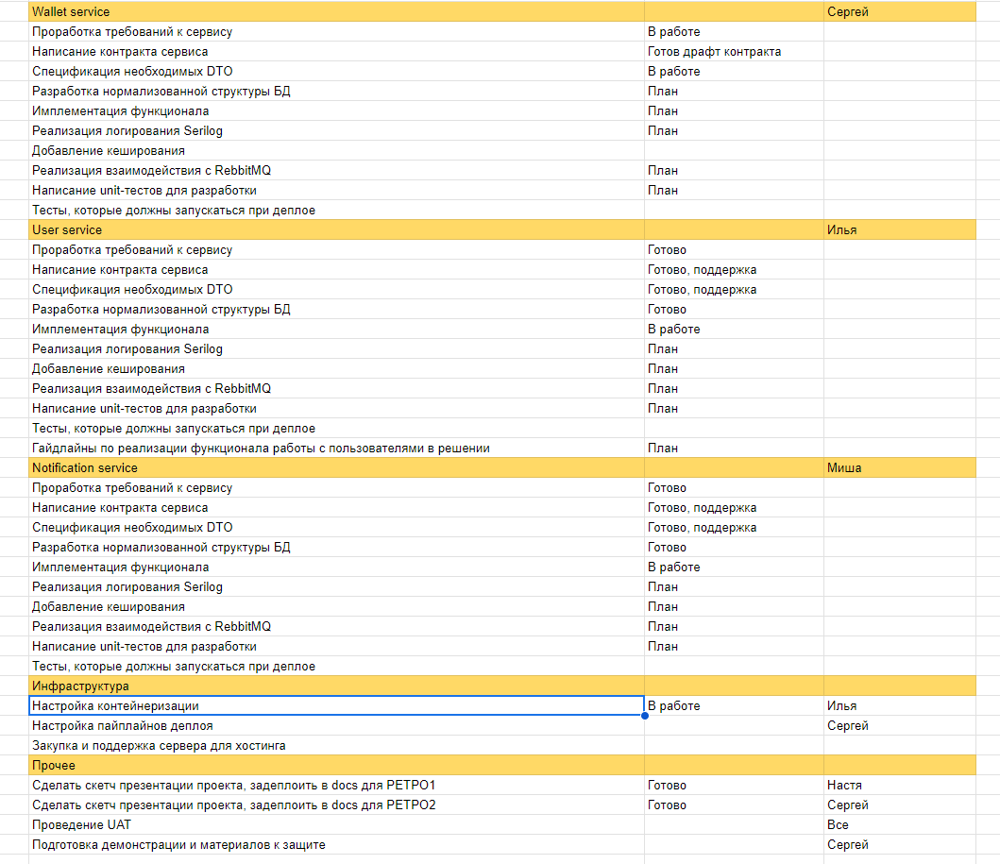 Wallet service Сергей
Проработка требований к сервису В работе
Написание контракта сервиса Готов драфт контракта
Спецификация необходимых DTO В работе
Разработка нормализованной структуры БД План
Имплементация функционала План
Реализация логирования Serilog План
Добавление кеширования
Реализация взаимодействия с RebbitMQ План
Написание unit-тестов для разработки План
Тесты, которые должны запускаться при деплое
User service Илья
Проработка требований к сервису Готово
Написание контракта сервиса Готово, поддержка
Спецификация необходимых DTO Готово, поддержка
Разработка нормализованной структуры БД Готово
Имплементация функционала В работе
Реализация логирования Serilog План
Добавление кеширования План
Реализация взаимодействия с RebbitMQ План
Написание unit-тестов для разработки План
Тесты, которые должны запускаться при деплое
Гайдлайны по реализации функционала работы с пользователями в решении План
Notification service Миша
Проработка требований к сервису Готово
Написание контракта сервиса Готово, поддержка
Спецификация необходимых DTO Готово, поддержка
Разработка нормализованной структуры БД Готово
Имплементация функционала В работе
Реализация логирования Serilog План
Добавление кеширования План
Реализация взаимодействия с RebbitMQ План
Написание unit-тестов для разработки План
Тесты, которые должны запускаться при деплое
Инфраструктура
Настройка контейнеризации В работе Илья
Настройка пайплайнов деплоя Сергей
Закупка и поддержка сервера для хостинга
Прочее
Сделать скетч презентации проекта, задеплоить в docs для РЕТРО1 Готово Настя
Сделать скетч презентации проекта, задеплоить в docs для РЕТРО2 Готово Сергей
Проведение UAT Все
Подготовка демонстрации и материалов к защите Сергей